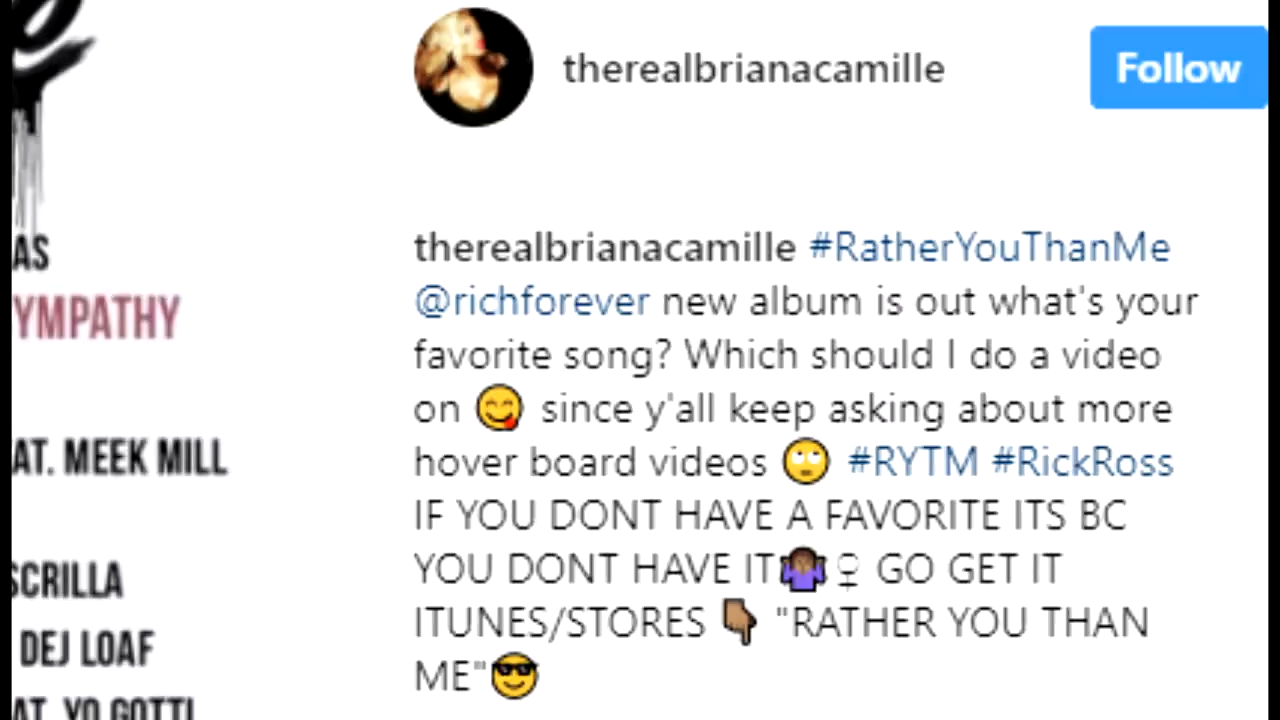 therealbrianacamille
Follow
AS
YMPATHY
AT. MEEK MILL
SCRILLA
DEJ LOAF
AT. YO GOTTI
therealbrianacamille #RatherYouThanMe
@richforever new album is out what's your
favorite song? Which should I do a video
on 😋 since y'all keep asking about more
hover board videos 🙄 #RYTM #RickRoss
IF YOU DONT HAVE A FAVORITE ITS BC
YOU DONT HAVE IT🤷🏾♀ GO GET IT
ITUNES/STORES 👇🏾 "RATHER YOU THAN
ME"😎